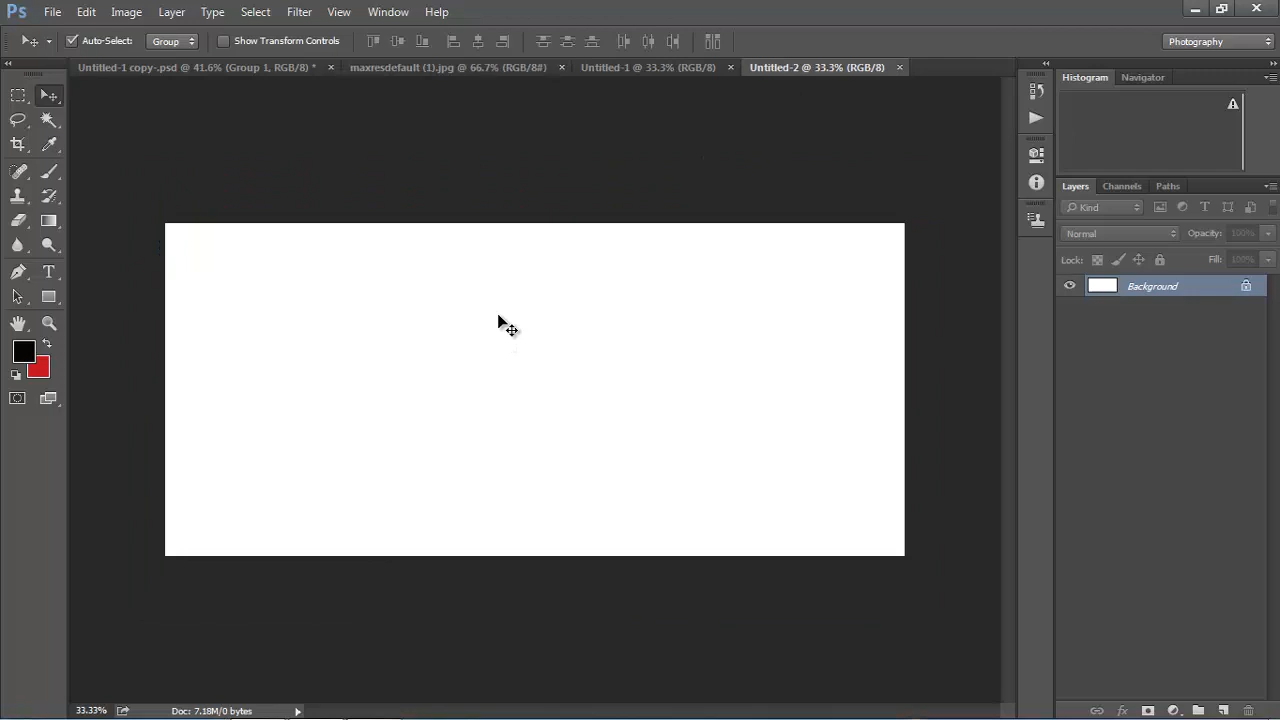 Ps File Edit Image Layer Type Select Filter View Window Help
Auto-Select: Group Show Transform Controls Photography
Untitled-1 copy-.psd @ 41.6% (Group 1, RGB/8) * × maxresdefault (1).jpg @ 66.7% (RGB/8#) × Untitled-1 @ 33.3% (RGB/8) × Untitled-2 @ 33.3% (RGB/8) ×
Histogram Navigator
Layers Channels Paths
Kind
Normal Opacity: 100%
Lock: Fill: 100%
Background
33.33% Doc: 7.18M/0 bytes